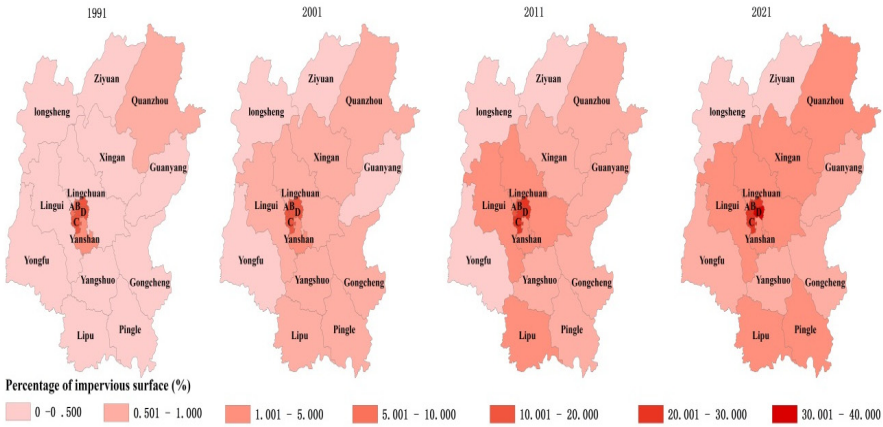 1991 2001 2011 2021
Ziyuan
Quanzhou
longsheng
Xingan
Guanyang
Lingchuan
Lingui
A B
D
C
Yanshan
Yongfu
Yangshuo
Gongcheng
Lipu
Pingle
Ziyuan
Quanzhou
longsheng
Xingan
Guanyang
Lingchuan
Lingui
A B
D
C
Yanshan
Yongfu
Yangshuo
Gongcheng
Lipu
Pingle
Ziyuan
Quanzhou
longsheng
Xingan
Guanyang
Lingchuan
Lingui
A B
D
C
Yanshan
Yongfu
Yangshuo
Gongcheng
Lipu
Pingle
Ziyuan
Quanzhou
longsheng
Xingan
Guanyang
Lingchuan
Lingui
A B
D
C
Yanshan
Yongfu
Yangshuo
Gongcheng
Lipu
Pingle
Percentage of impervious surface (%)
0 -0 .500 0.501 - 1.000 1.001 - 5.000 5.001 - 10.000 10.001 - 20.000 20.001 - 30.000 30.001 - 40.000